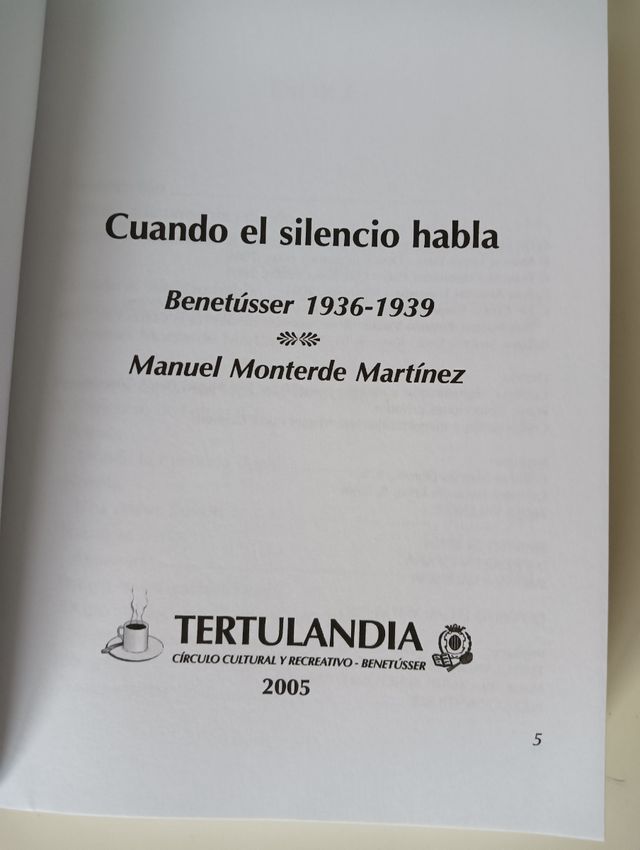 Cuando el silencio habla
Benetússer 1936-1939
Manuel Monterde Martínez
TERTULANDIA
CÍRCULO CULTURAL Y RECREATIVO - BENETÚSSER
2005
5